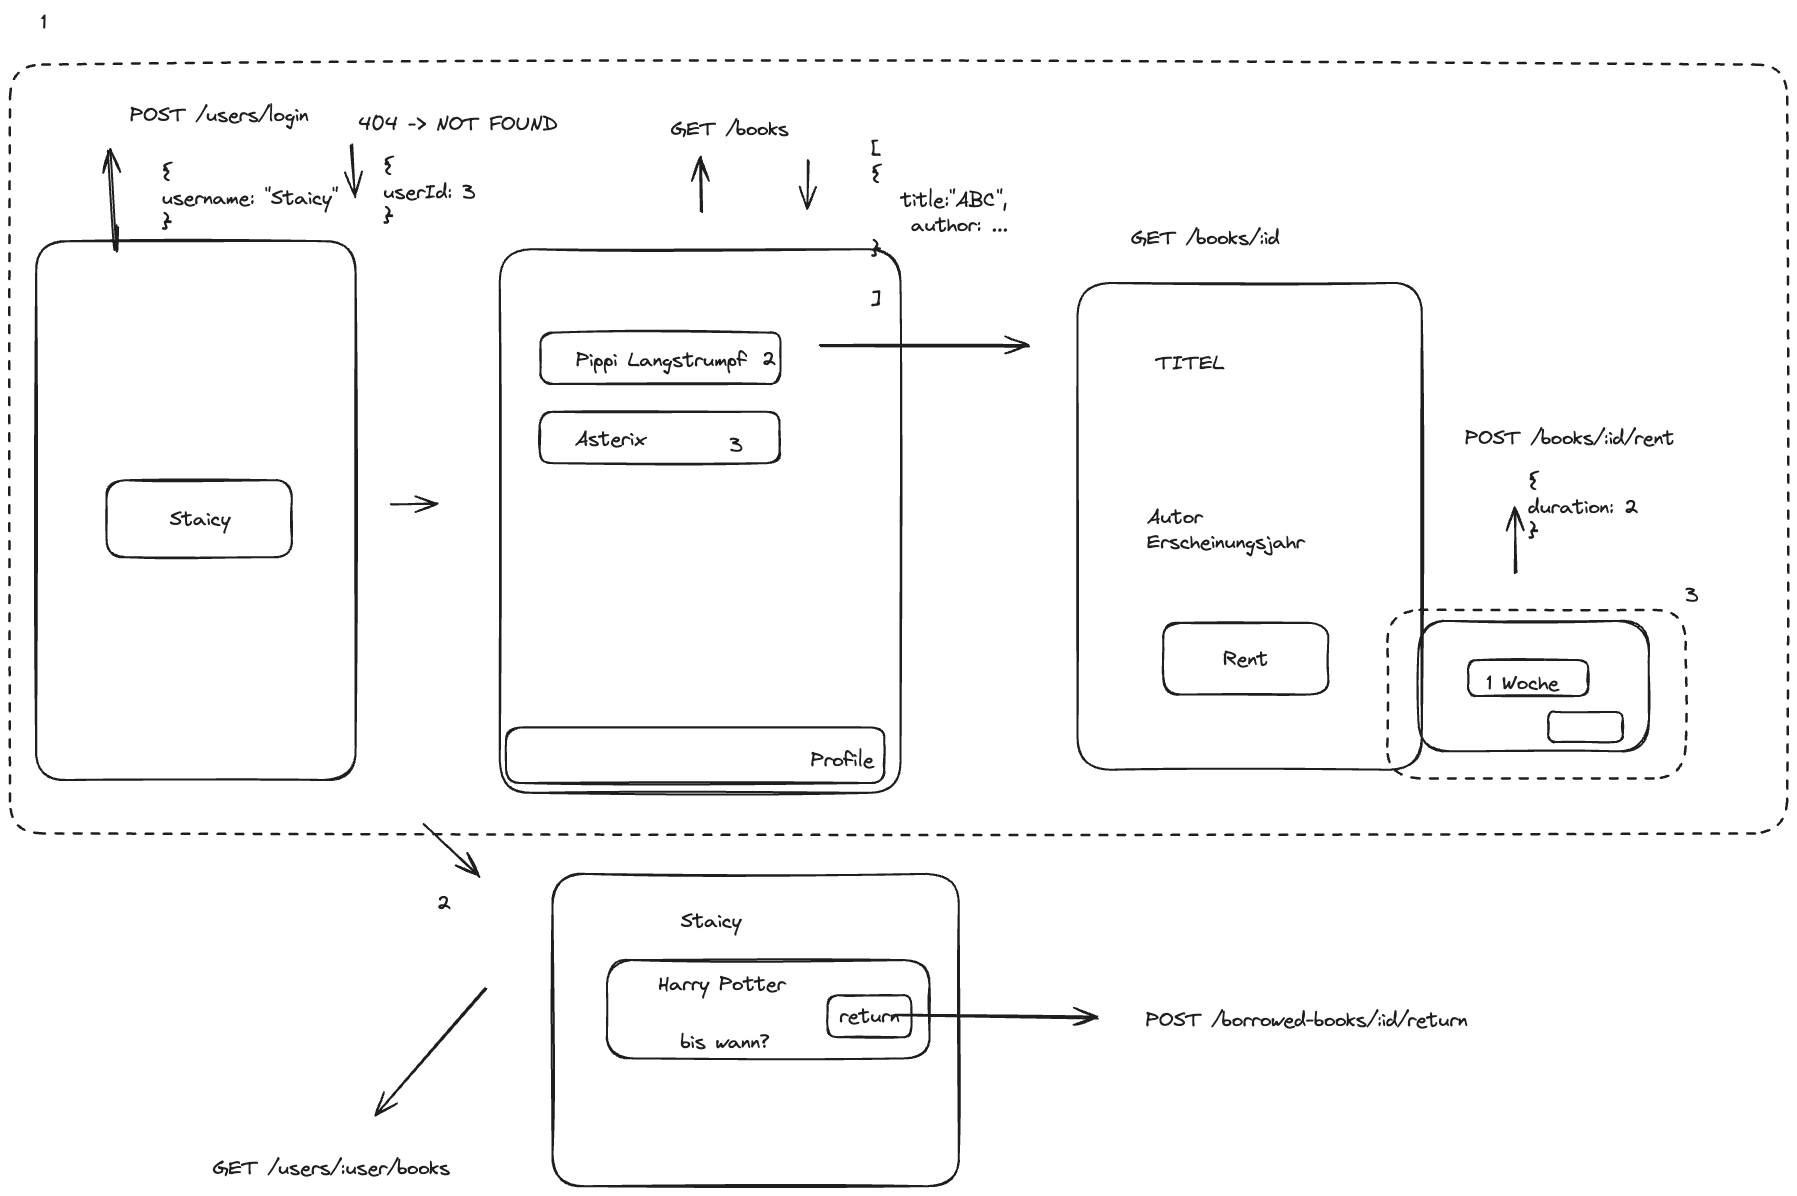 1
POST /users/login
{
username: "Staicy"
}
404 -> NOT FOUND
{
userId: 3
}
GET /books
[
{
title:"ABC",
author: ...
}
]
GET /books/:id
Staicy
Pippi Langstrumpf 2
Asterix 3
Profile
TITEL
Autor
Erscheinungsjahr
Rent
POST /books/:id/rent
{
duration: 2
}
3
1 Woche
2
Staicy
Harry Potter
return
bis wann?
POST /borrowed-books/:id/return
GET /users/:user/books